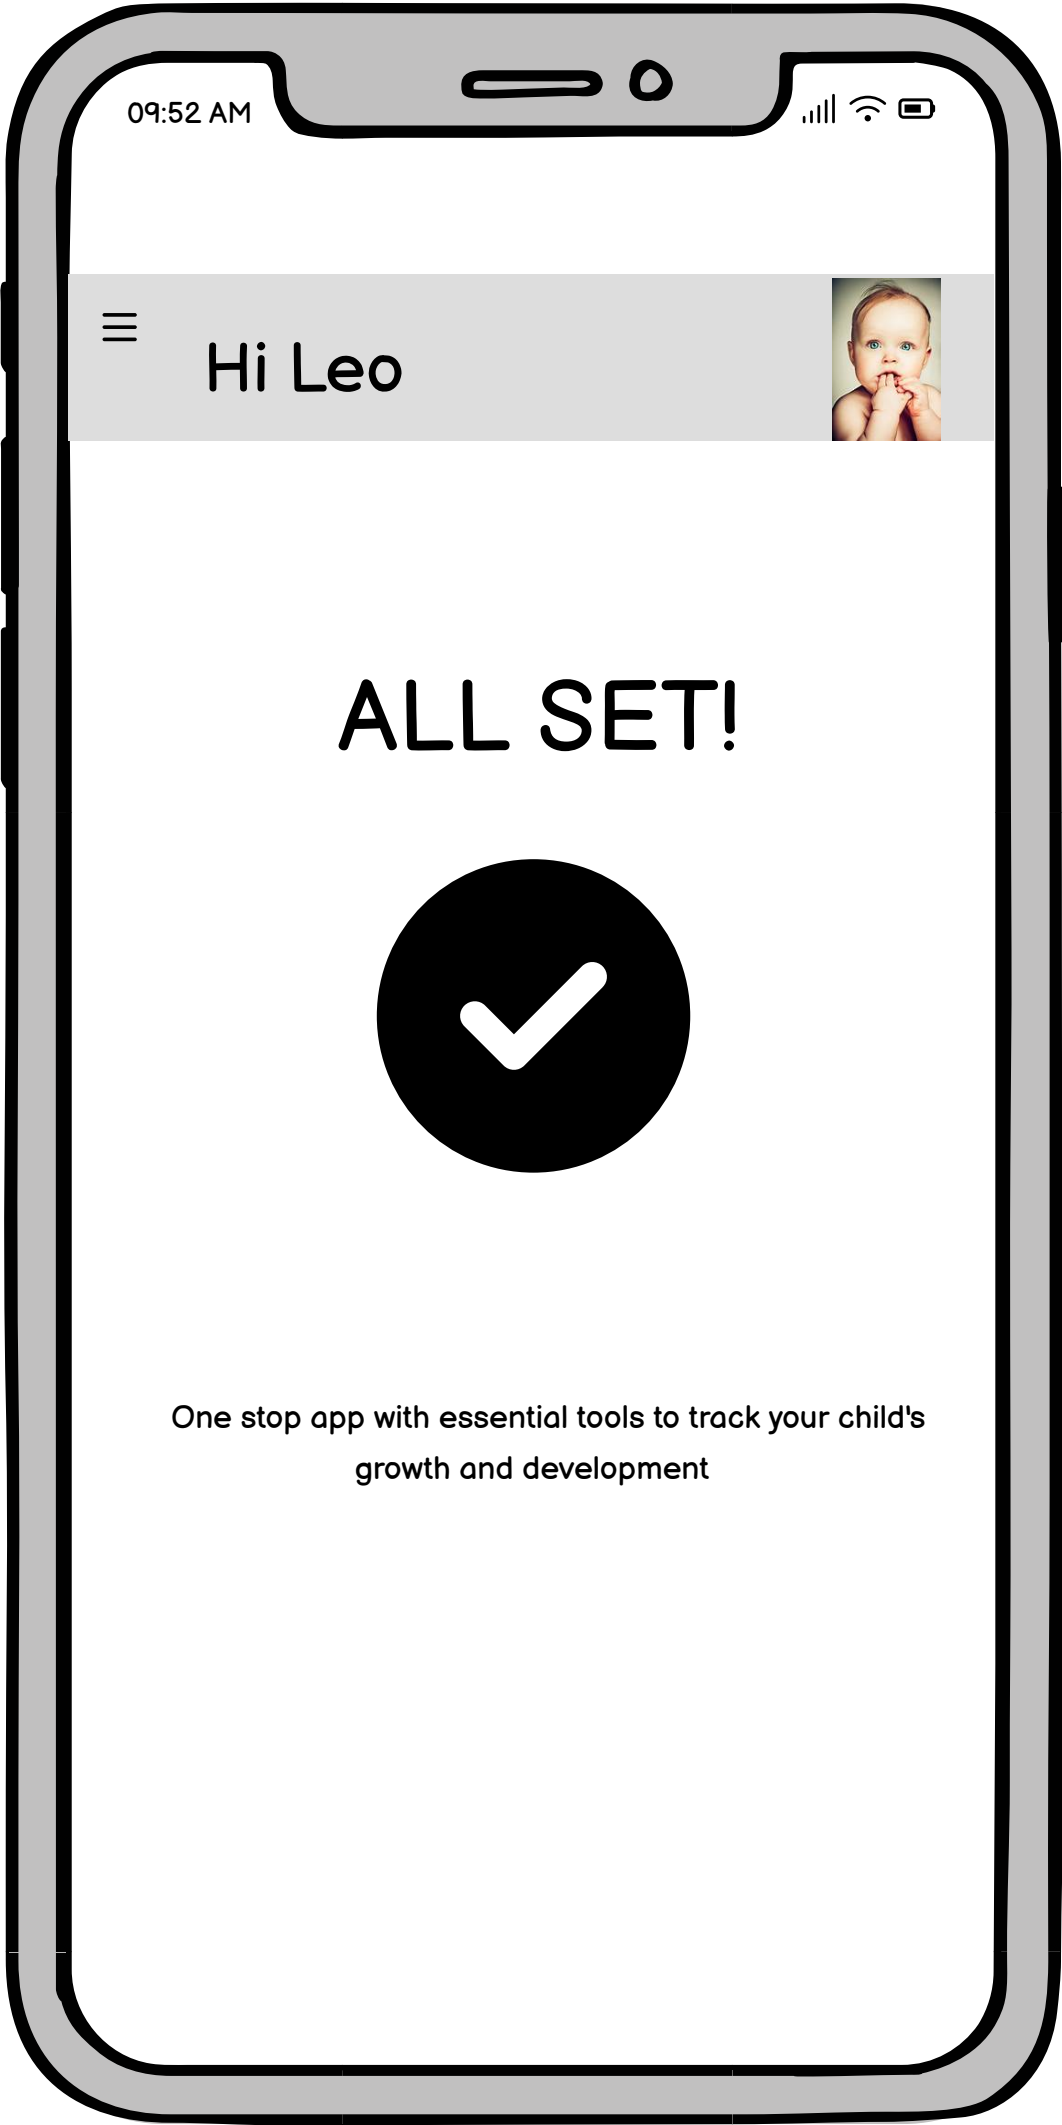 09:52 AM
Hi Leo
ALL SET!
One stop app with essential tools to track your child's
growth and development